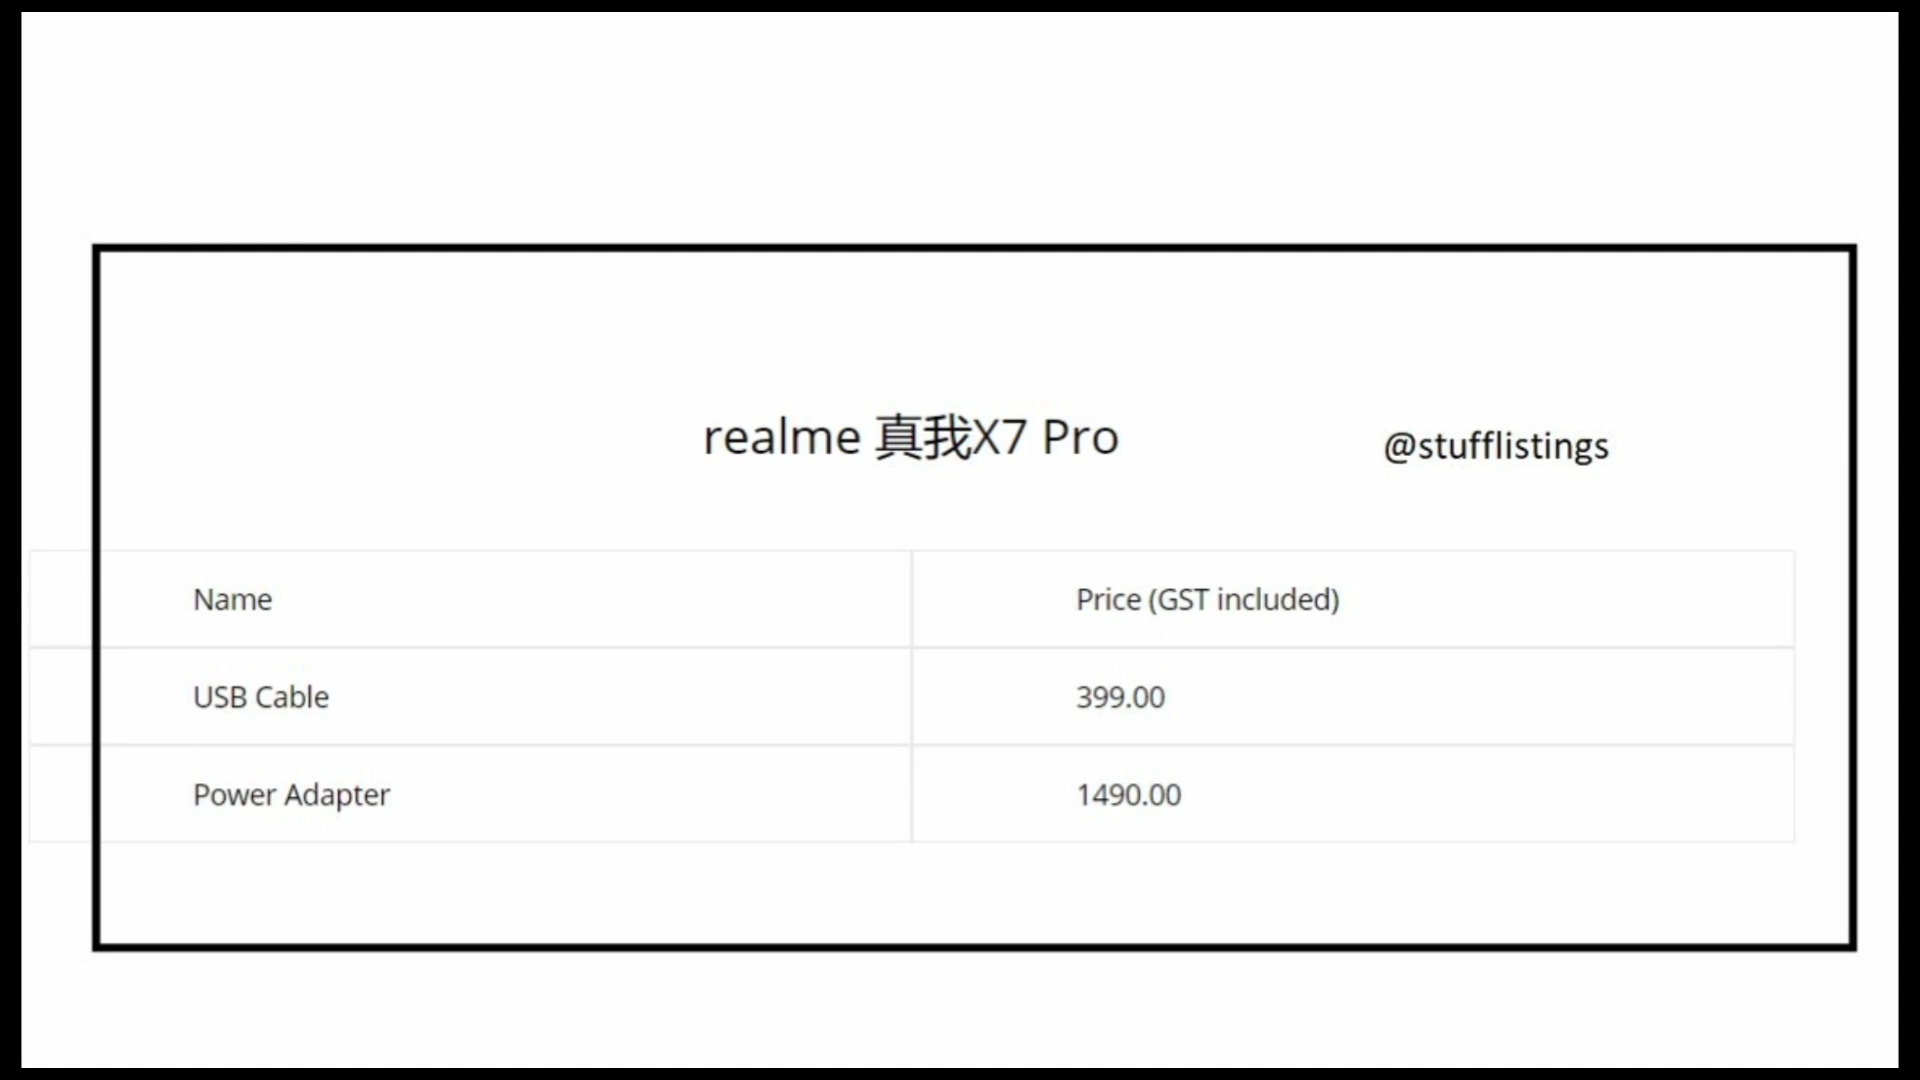 realme 真我X7 Pro
@stufflistings
Name
Price (GST included)
USB Cable
399.00
Power Adapter
1490.00